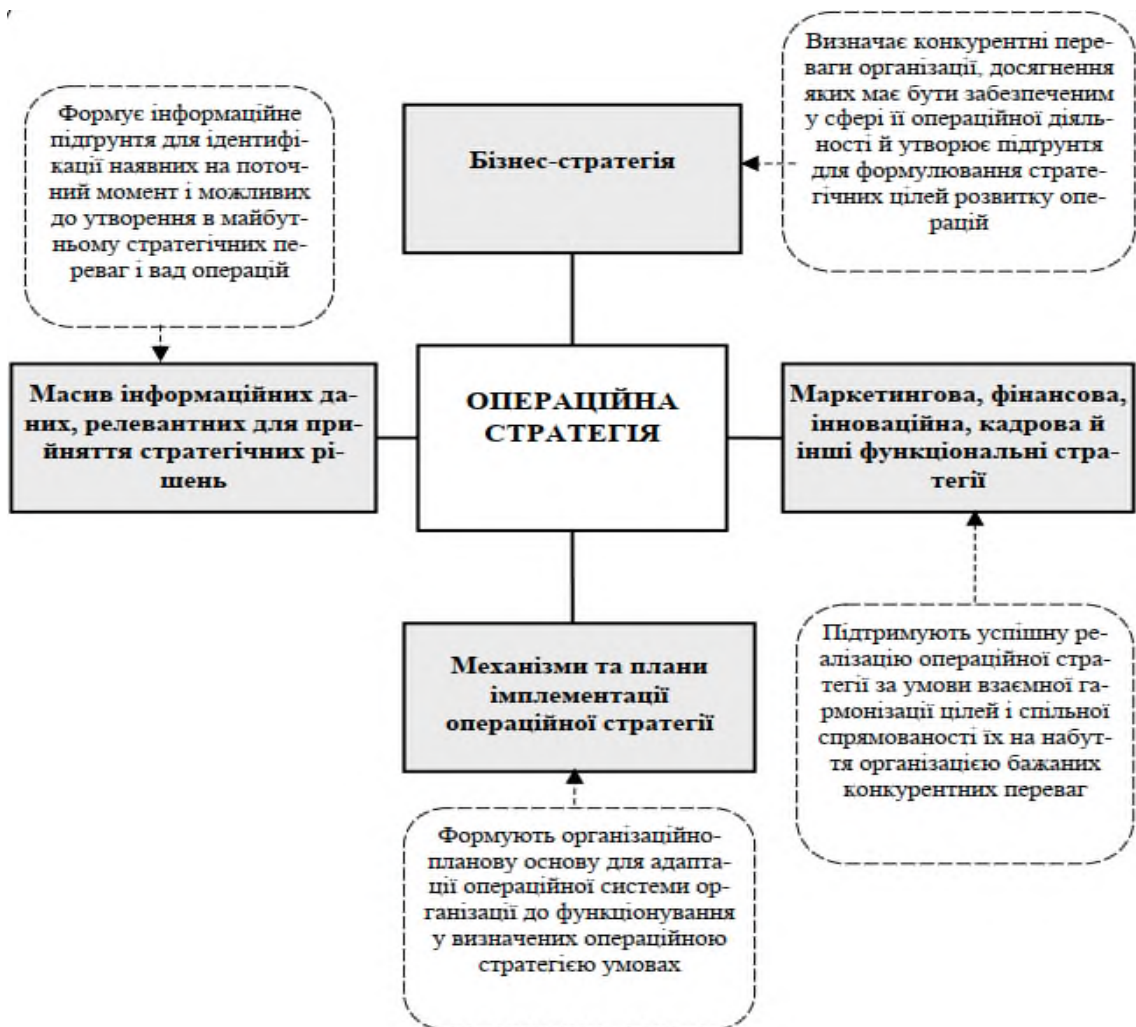 Визначає конкурентні пере-
ваги організації, досягнення
яких має бути забезпеченим
у сфері її операційної діяль-
ності й утворює підґрунтя
для формулювання страте-
гічних цілей розвитку опе-
рацій
Формує інформаційне
підґрунтя для ідентифі-
кації наявних на поточ-
ний момент і можливих
до утворення в майбут-
ньому стратегічних пе-
реваг і вад операцій
Бізнес-стратегія
Масив інформаційних да-
них, релевантних для при-
йняття стратегічних рі-
шень
ОПЕРАЦІЙНА
СТРАТЕГІЯ
Маркетингова, фінансова,
інноваційна, кадрова й
інші функціональні стра-
тегії
Механізми та плани
імплементації
операційної стратегії
Підтримують успішну ре-
алізацію операційної стра-
тегії за умови взаємної га-
рмонізації цілей і спільної
спрямованості їх на набут-
тя організацією бажаних
конкурентних переваг
Формують організаційно-
планову основу для адапта-
ції операційної системи ор-
ганізації до функціонування
у визначених операційною
стратегією умовах